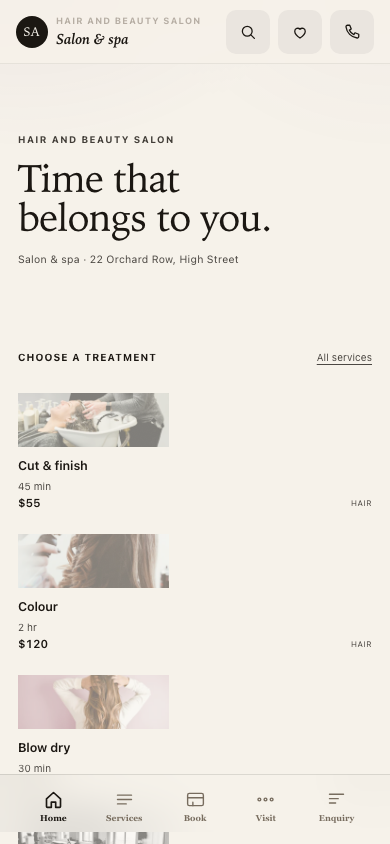 SA
HAIR AND BEAUTY SALON
Salon & spa
HAIR AND BEAUTY SALON
Time that
belongs to you.
Salon & spa · 22 Orchard Row, High Street
CHOOSE A TREATMENT
All services
Cut & finish
45 min
$55
HAIR
Colour
2 hr
$120
HAIR
Blow dry
30 min
Home
Services
Book
Visit
Enquiry